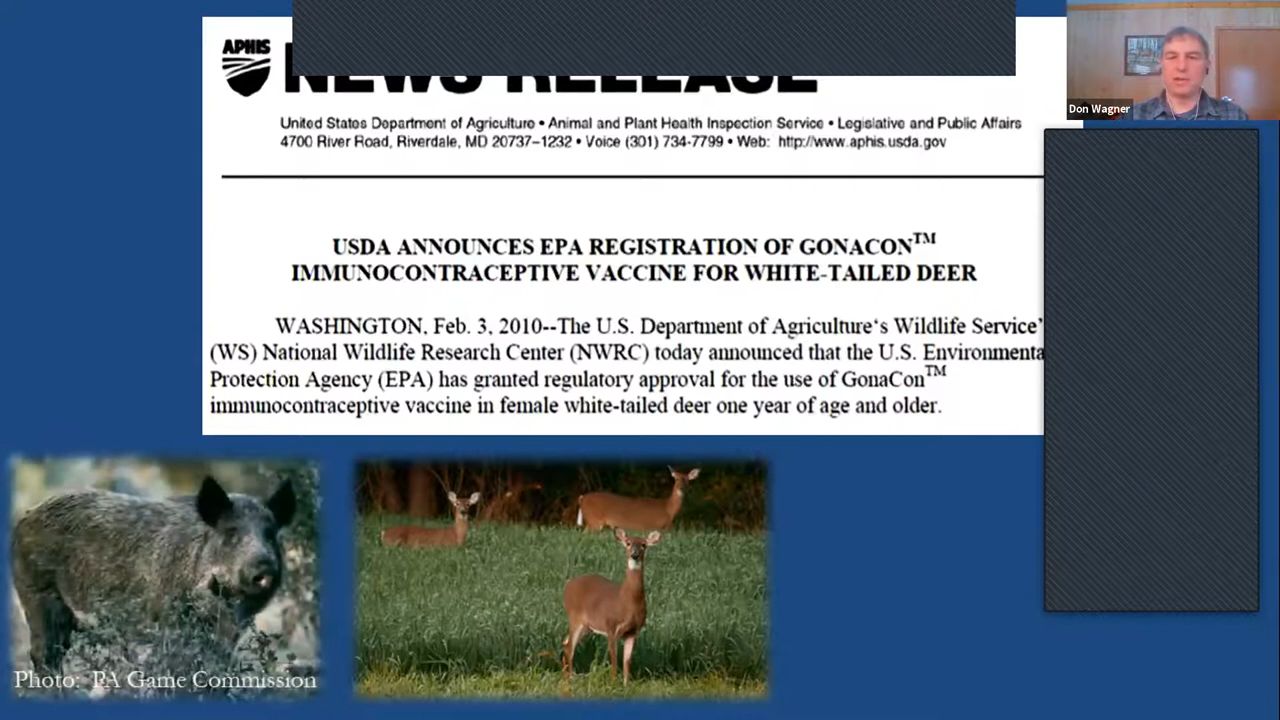 APHIS
NEWS RELEASE
United States Department of Agriculture • Animal and Plant Health Inspection Service • Legislative and Public Affairs
4700 River Road, Riverdale, MD 20737–1232 • Voice (301) 734-7799 • Web: http://www.aphis.usda.gov
Don Wagner
USDA ANNOUNCES EPA REGISTRATION OF GONACON™
IMMUNOCONTRACEPTIVE VACCINE FOR WHITE-TAILED DEER
WASHINGTON, Feb. 3, 2010--The U.S. Department of Agriculture‘s Wildlife Service’
(WS) National Wildlife Research Center (NWRC) today announced that the U.S. Environmenta
Protection Agency (EPA) has granted regulatory approval for the use of GonaCon™
immunocontraceptive vaccine in female white-tailed deer one year of age and older.
Photo: PA Game Commission